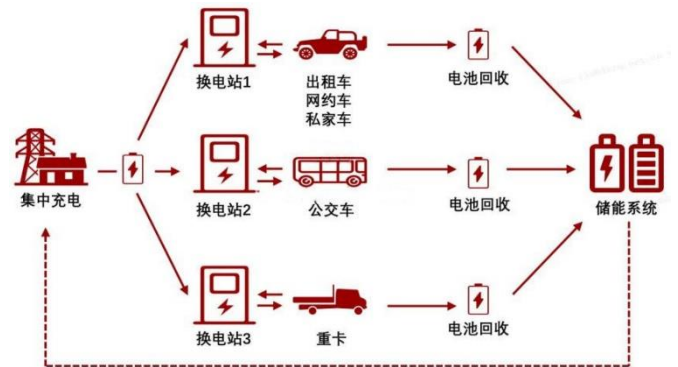 换电站1
出租车
网约车
私家车
电池回收
集中充电
换电站2
公交车
电池回收
储能系统
换电站3
重卡
电池回收